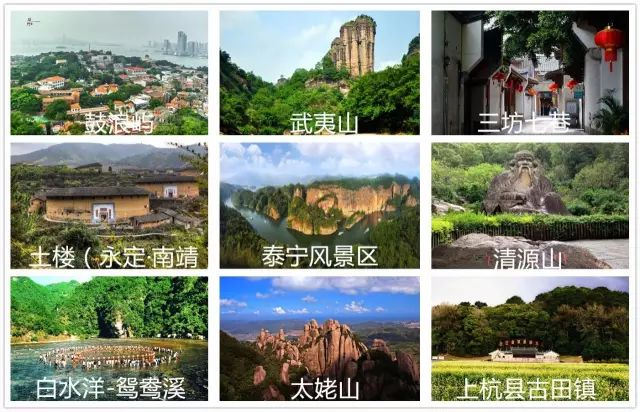 鼓浪屿
武夷山
三坊七巷
土楼（永定·南靖
泰宁风景区
清源山
白水洋-鸳鸯溪
太姥山
上杭县古田镇